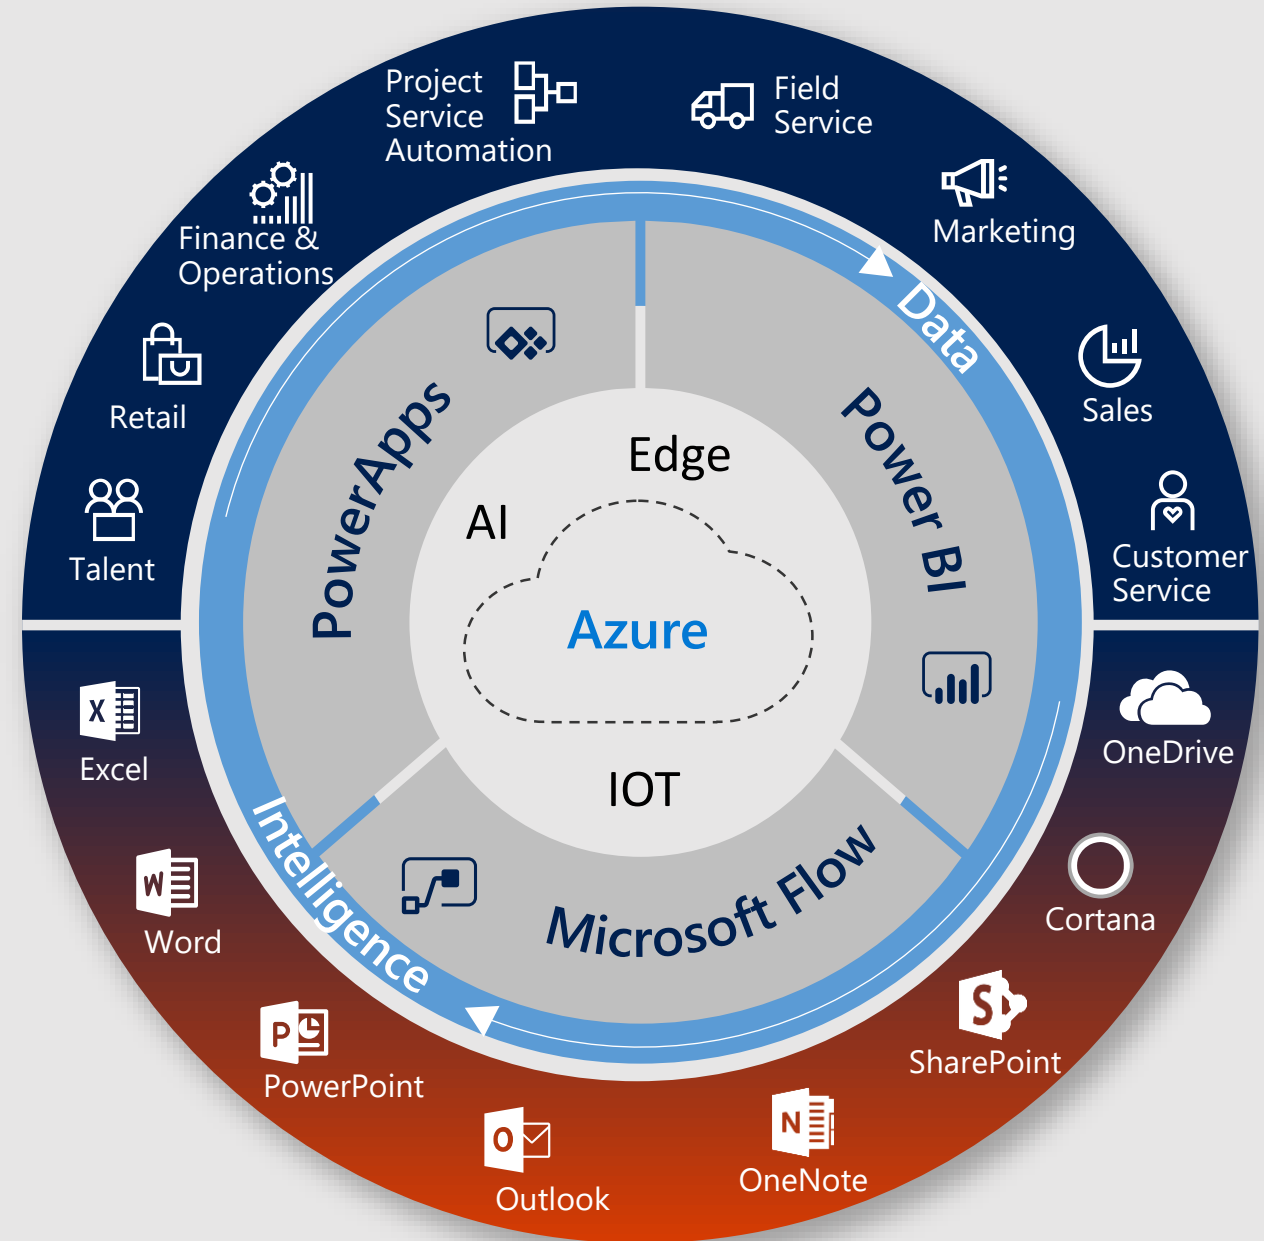 Project
Service
Automation
Field
Service
Finance &
Operations
Marketing
Data
Retail
Sales
PowerApps
Power BI
Edge
AI
Talent
Customer
Service
Azure
X
Excel
OneDrive
IOT
Intelligence
Microsoft Flow
W
Word
Cortana
P
PowerPoint
S
SharePoint
O
Outlook
N
OneNote